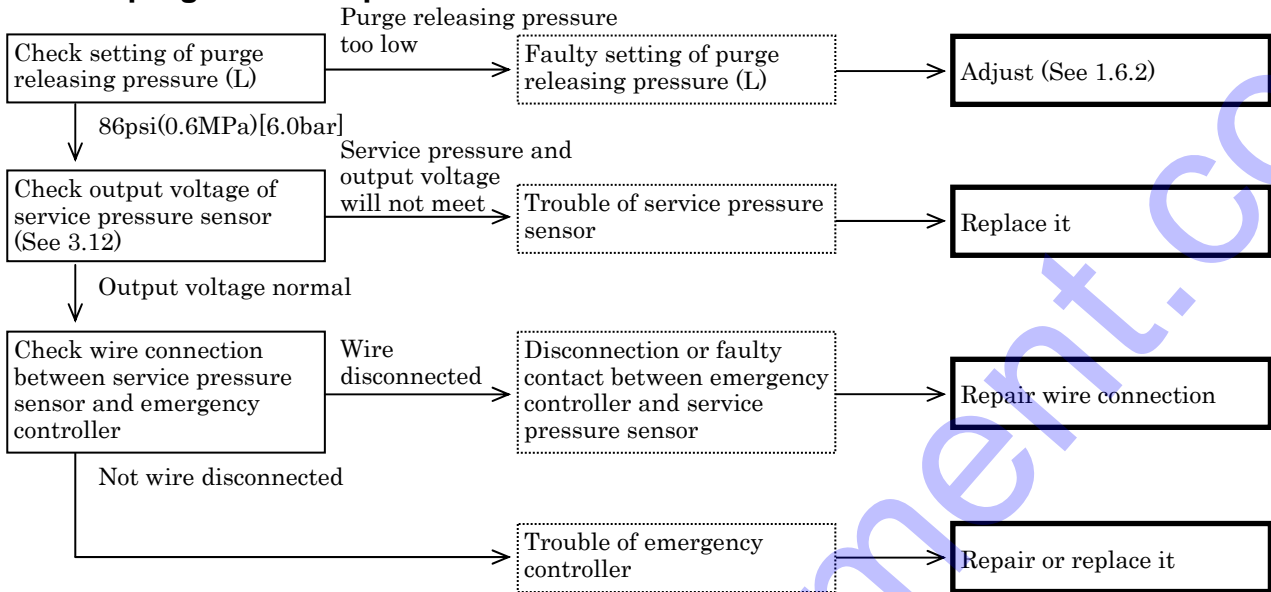 Check setting of purge
releasing pressure (L)
Purge releasing pressure
too low
Faulty setting of purge
releasing pressure (L)
Adjust (See 1.6.2)
86psi(0.6MPa)[6.0bar]
Check output voltage of
service pressure sensor
(See 3.12)
Service pressure and
output voltage
will not meet
Trouble of service pressure
sensor
Replace it
Output voltage normal
Check wire connection
between service pressure
sensor and emergency
controller
Wire
disconnected
Disconnection or faulty
contact between emergency
controller and service
pressure sensor
Repair wire connection
Not wire disconnected
Trouble of emergency
controller
Repair or replace it